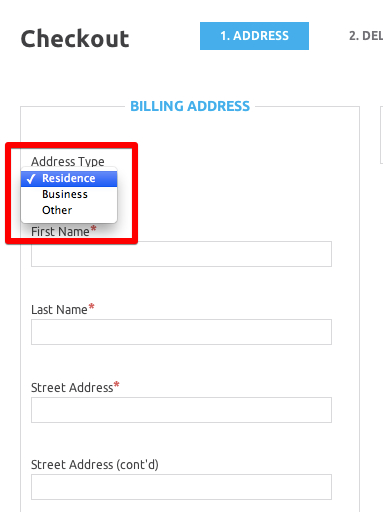 Checkout
1. ADDRESS
2. DEL
BILLING ADDRESS
Address Type
✓ Residence
Business
Other
First Name*
Last Name*
Street Address*
Street Address (cont'd)